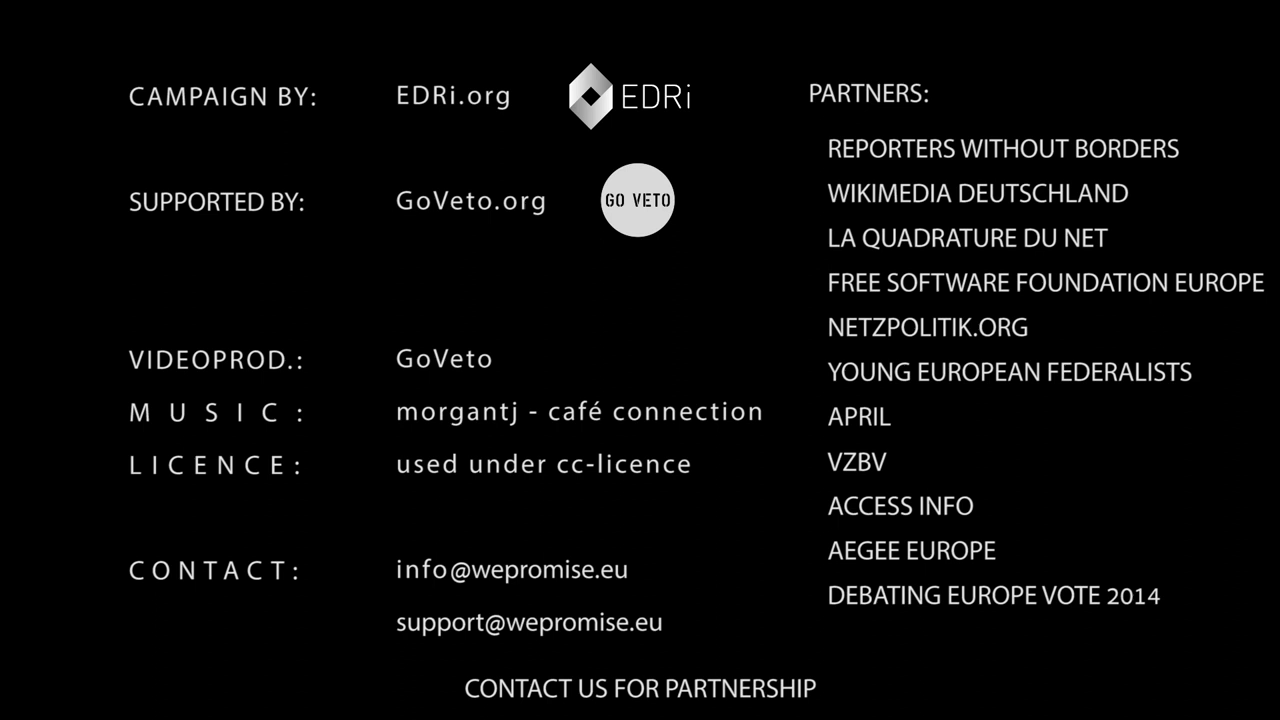 CAMPAIGN BY: EDRi.org EDRi
SUPPORTED BY: GoVeto.org GO VETO
VIDEOPROD.: GoVeto
MUSIC: morgantj - café connection
LICENCE: used under cc-licence
CONTACT: info@wepromise.eu
support@wepromise.eu
PARTNERS:
REPORTERS WITHOUT BORDERS
WIKIMEDIA DEUTSCHLAND
LA QUADRATURE DU NET
FREE SOFTWARE FOUNDATION EUROPE
NETZPOLITIK.ORG
YOUNG EUROPEAN FEDERALISTS
APRIL
VZBV
ACCESS INFO
AEGEE EUROPE
DEBATING EUROPE VOTE 2014
CONTACT US FOR PARTNERSHIP